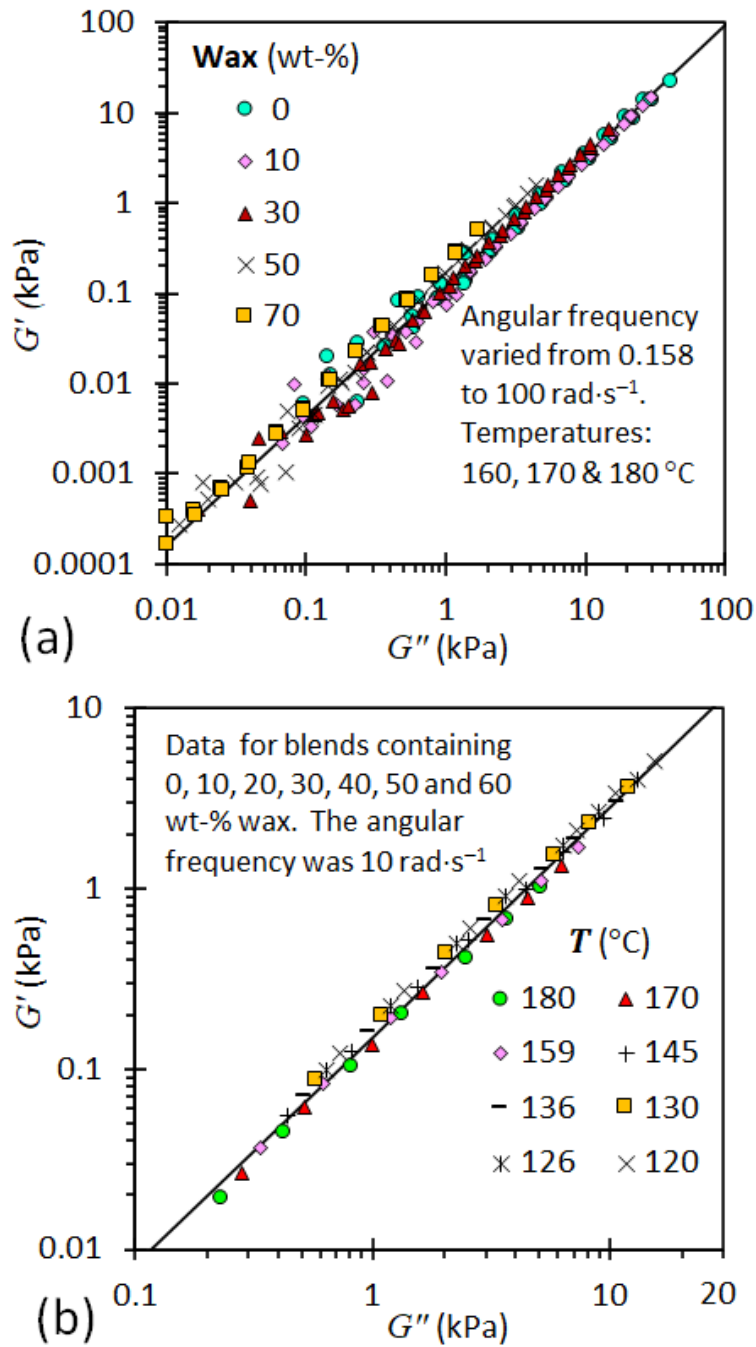 100
10
1
0.1
0.01
0.001
0.0001
G′ (kPa)
Wax (wt-%)
0
10
30
50
70
Angular frequency
varied from 0.158
to 100 rad·s⁻¹.
Temperatures:
160, 170 & 180 °C
0.01
0.1
1
10
100
G″ (kPa)
(a)
10
1
0.1
0.01
G′ (kPa)
Data for blends containing
0, 10, 20, 30, 40, 50 and 60
wt-% wax. The angular
frequency was 10 rad·s⁻¹
T (°C)
180
170
159
145
136
130
126
120
0.1
1
10
20
G″ (kPa)
(b)